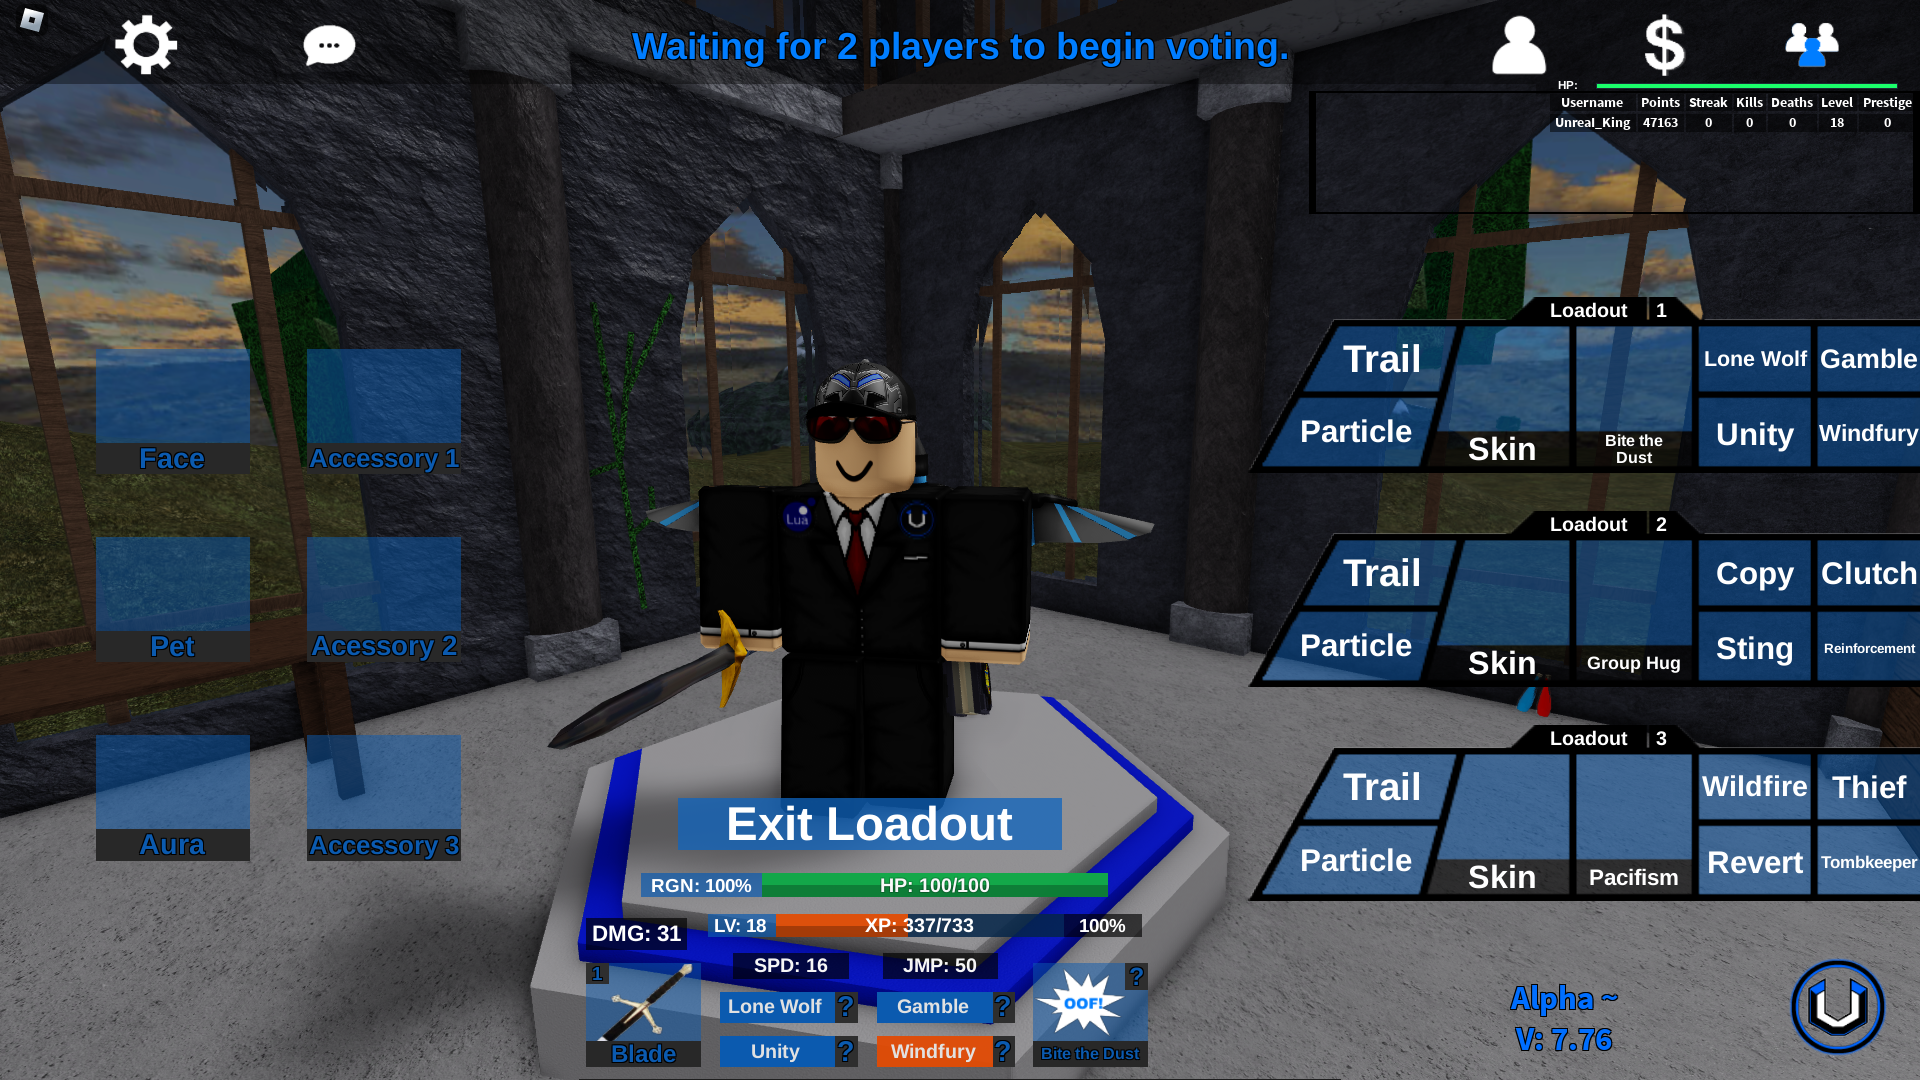 Waiting for 2 players to begin voting.
HP:
Username Points Streak Kills Deaths Level Prestige
Unreal_King 47163 0 0 0 18 0
Loadout 1
Trail
Lone Wolf
Gamble
Particle
Skin
Bite the
Dust
Unity
Windfury
Loadout 2
Trail
Copy
Clutch
Particle
Skin
Group Hug
Sting
Reinforcement
Loadout 3
Trail
Wildfire
Thief
Particle
Skin
Pacifism
Revert
Tombkeeper
Face
Accessory 1
Pet
Acessory 2
Aura
Accessory 3
Lua
Exit Loadout
RGN: 100%
HP: 100/100
DMG: 31
LV: 18
XP: 337/733
100%
SPD: 16
JMP: 50
1
Blade
Lone Wolf ?
Gamble ?
Unity ?
Windfury ?
?
OOF!
Bite the Dust
Alpha ~
V: 7.76